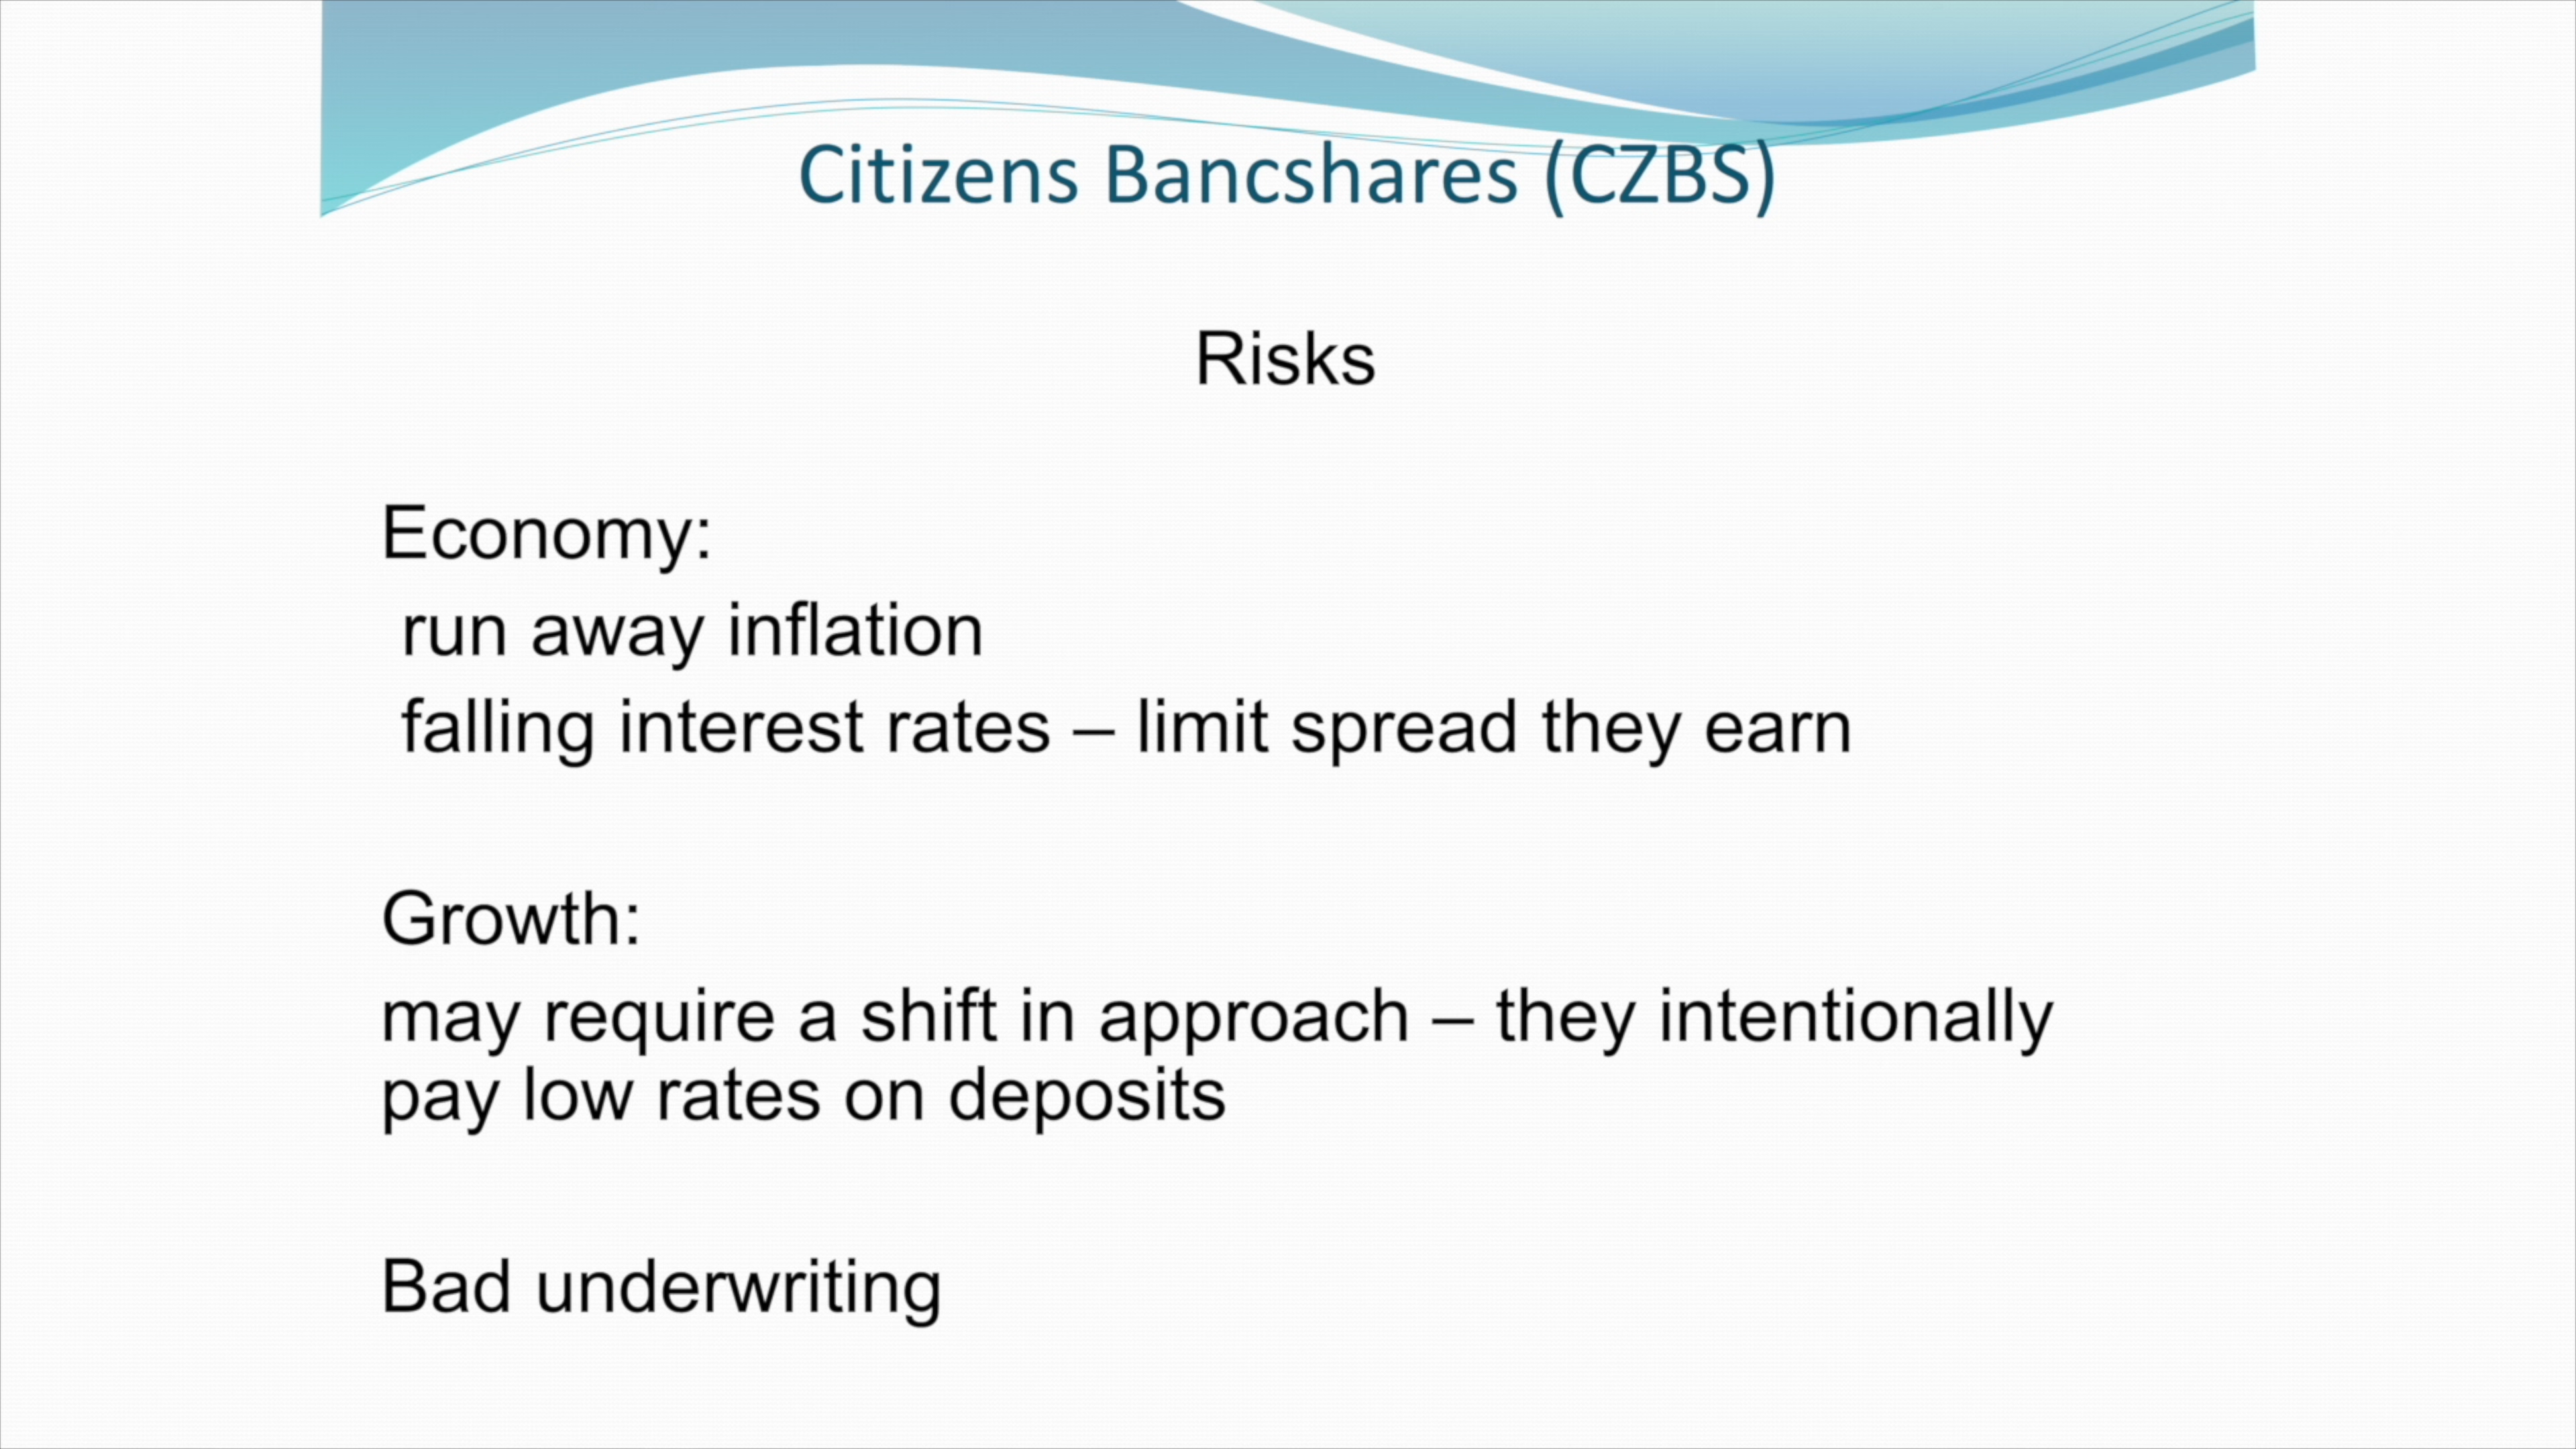 Citizens Bancshares (CZBS)
Risks
Economy:
run away inflation
falling interest rates – limit spread they earn
Growth:
may require a shift in approach – they intentionally
pay low rates on deposits
Bad underwriting